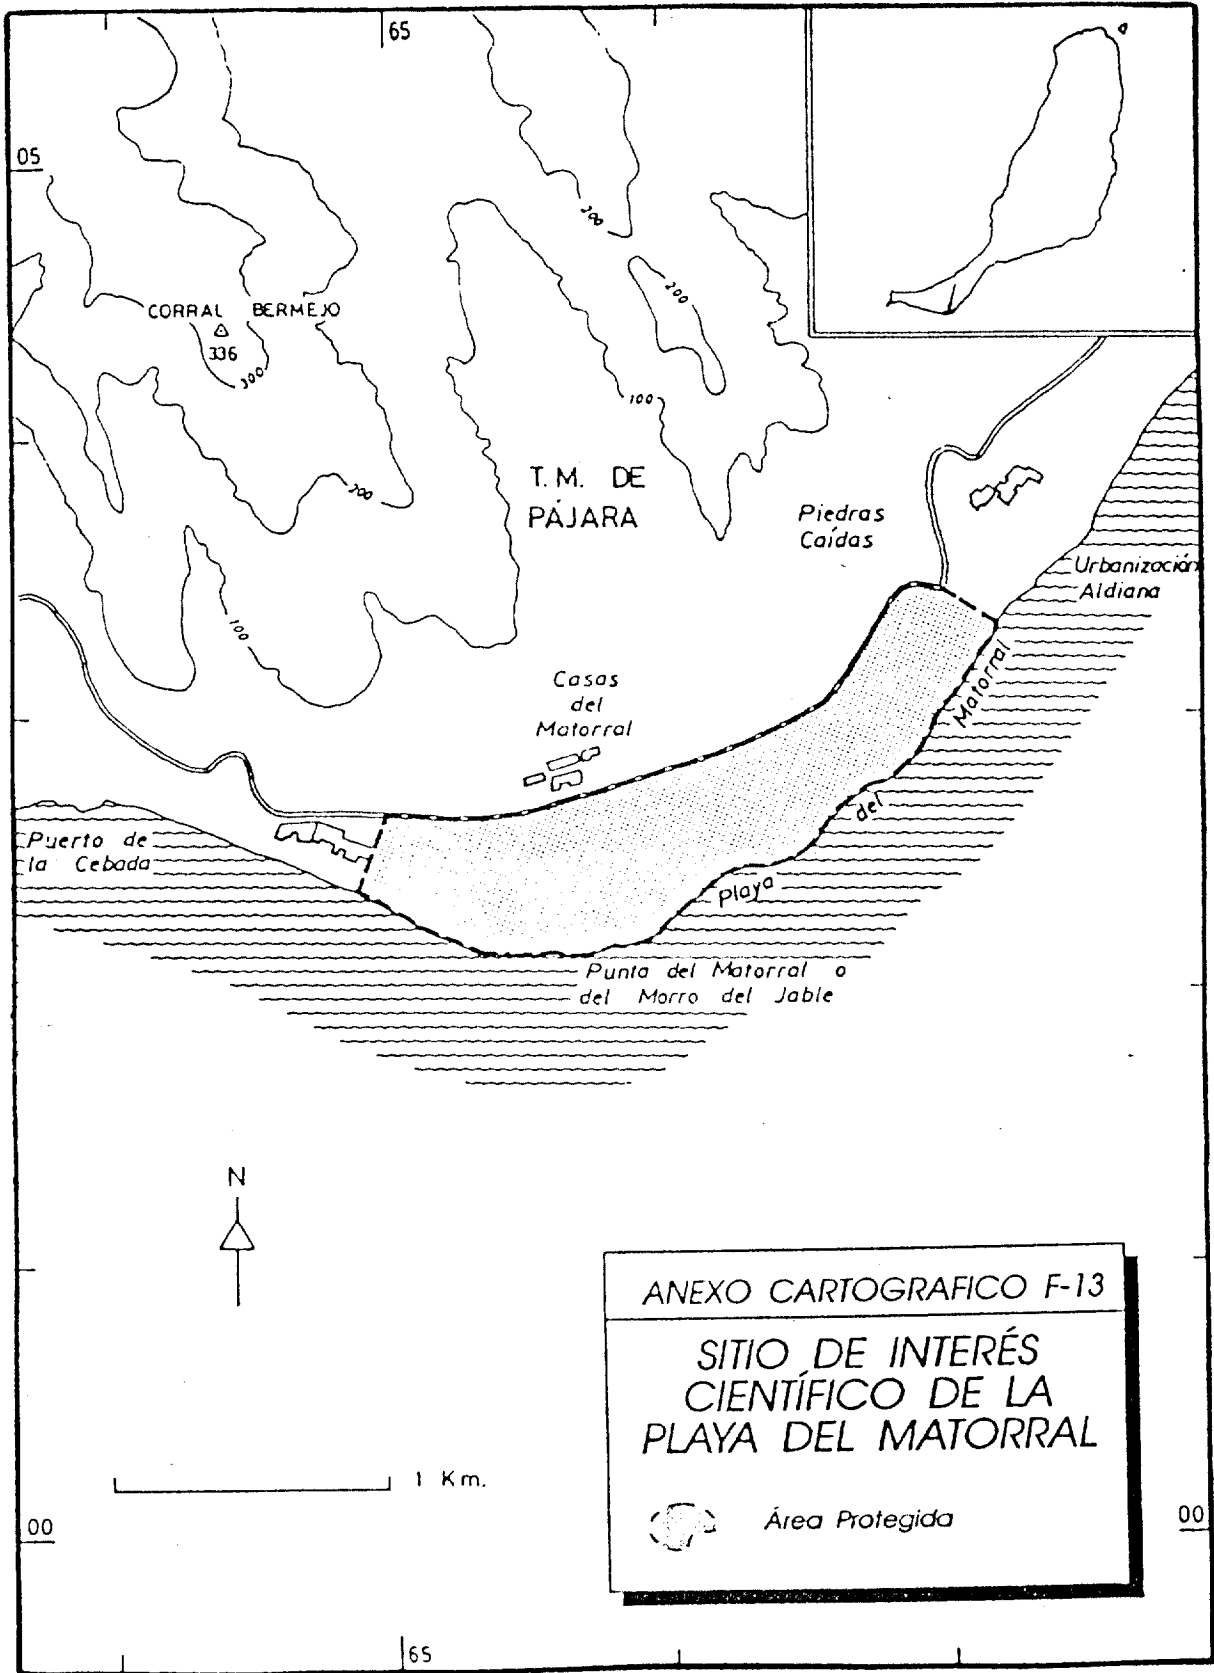 65
05
200
200
CORRAL BERMEJO
336
300
100
T. M. DE
PÁJARA
200
Piedras
Caídas
Urbanización
Aldiana
100
Casas
del
Matorral
Matorral
del
Playa
Puerto de
la Cebada
Punta del Matorral o
del Morro del Jable
N
ANEXO CARTOGRAFICO F-13
SITIO DE INTERÉS
CIENTÍFICO DE LA
PLAYA DEL MATORRAL
1 Km.
Área Protegida
00
00
65